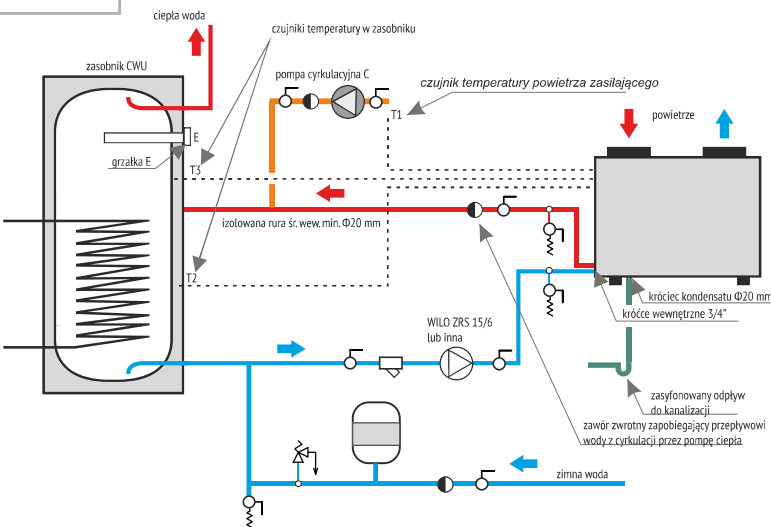 ciepła woda
czujniki temperatury w zasobniku
zasobnik CWU
pompa cyrkulacyjna C
czujnik temperatury powietrza zasilającego
T1
powietrze
E
grzałka E
T3
izolowana rura śr. wew. min. Φ20 mm
T2
króciec kondensatu Φ20 mm
króćce wewnętrzne 3/4"
WILO ZRS 15/6
lub inna
zasyfonowany odpływ
do kanalizacji
zawór zwrotny zapobiegający przepływowi
wody z cyrkulacji przez pompę ciepła
zimna woda